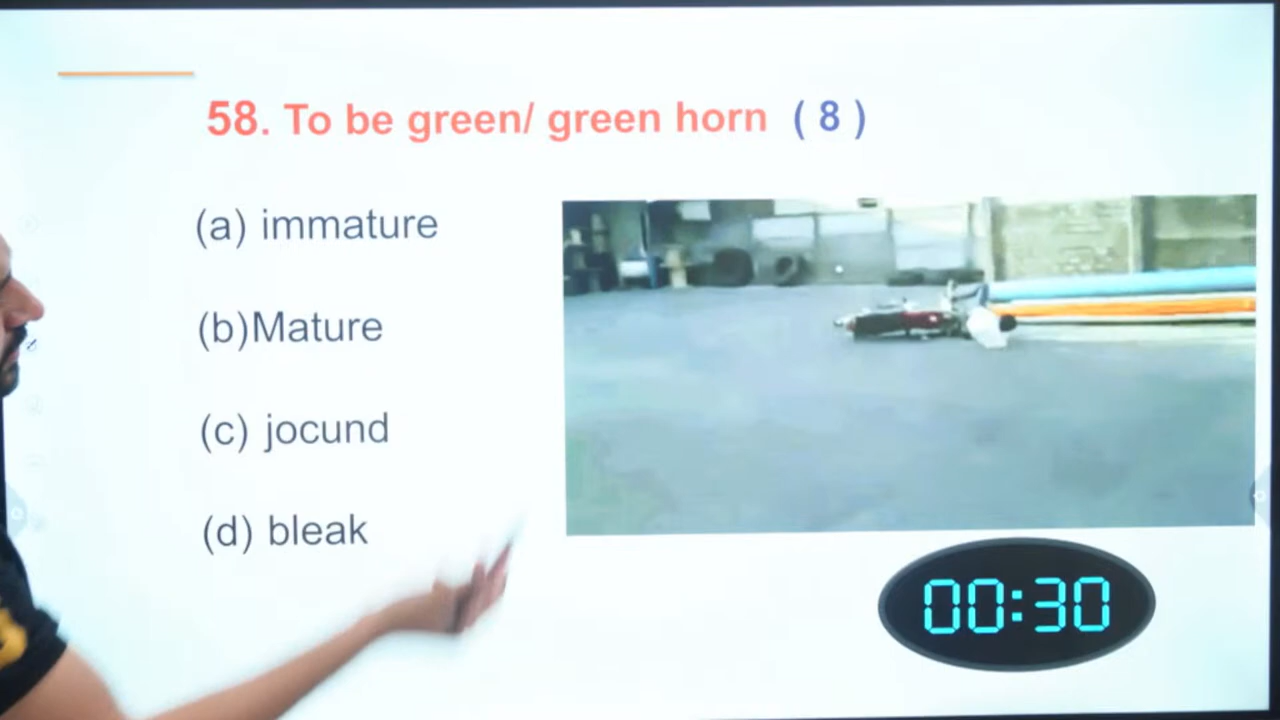 58. To be green/ green horn ( 8 )
(a) immature
(b)Mature
(c) jocund
(d) bleak
00:30